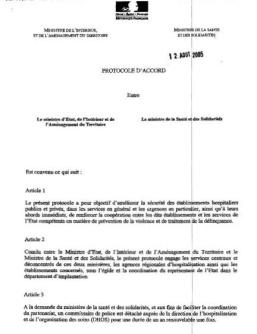 Liberté • Égalité • Fraternité
RÉPUBLIQUE FRANÇAISE
MINISTÈRE DE L'INTÉRIEUR,
ET DE L'AMÉNAGEMENT DU TERRITOIRE
MINISTÈRE DE LA SANTÉ
ET DES SOLIDARITÉS
12 AOUT 2005
PROTOCOLE D'ACCORD
Entre
Le ministre d'Etat, de l'Intérieur et de
l'Aménagement du Territoire
Le ministre de la Santé et des Solidarités
Est convenu ce qui suit :
Article 1
Le présent protocole a pour objectif d'améliorer la sécurité des établissements hospitaliers
publics et privés, dans les services en général et les urgences en particulier, ainsi qu'à leurs
abords immédiats, de renforcer la coopération entre les dits établissements et les services de
l'Etat compétents en matière de prévention de la violence et de traitement de la délinquance.
Article 2
Conclu entre le Ministre d'Etat, de l'Intérieur et de l'Aménagement du Territoire et le
Ministre de la Santé et des Solidarités, le présent protocole engage les services centraux et
déconcentrés de ces deux ministères, les agences régionales d'hospitalisation ainsi que les
établissements concernés, sous l'égide et la coordination du représentant de l'Etat dans le
département d'implantation.
Article 3
A la demande du ministre de la santé et des solidarités, et aux fins de faciliter la coordination
du partenariat, un commissaire de police est détaché auprès de la direction de l'hospitalisation
et de l'organisation des soins (DHOS) pour une durée de un an renouvelable une fois.